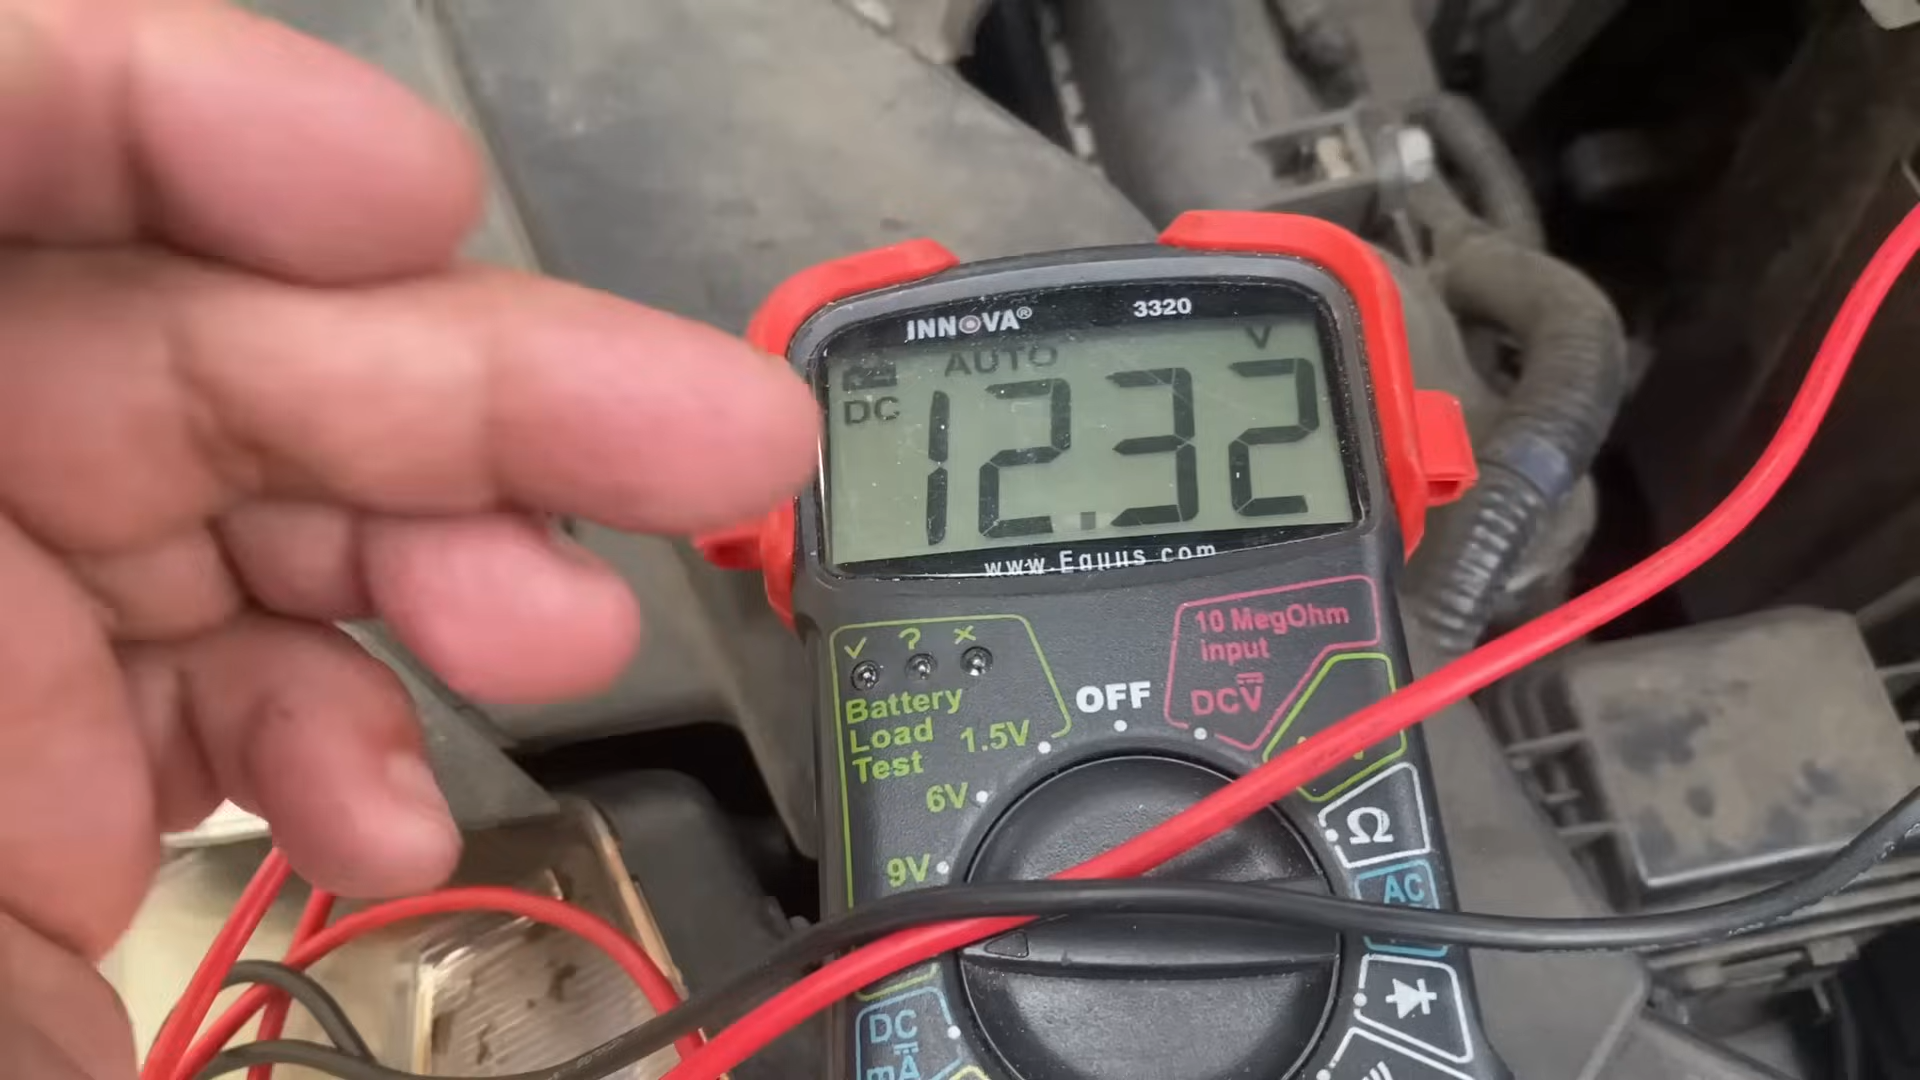 INNOVA® 3320
AUTO V
DC
12.32
www.Equus.com
10 MegOhm
input
DCV
Battery
Load
Test
OFF
1.5V
6V
9V
Ω
AC
DC
mA